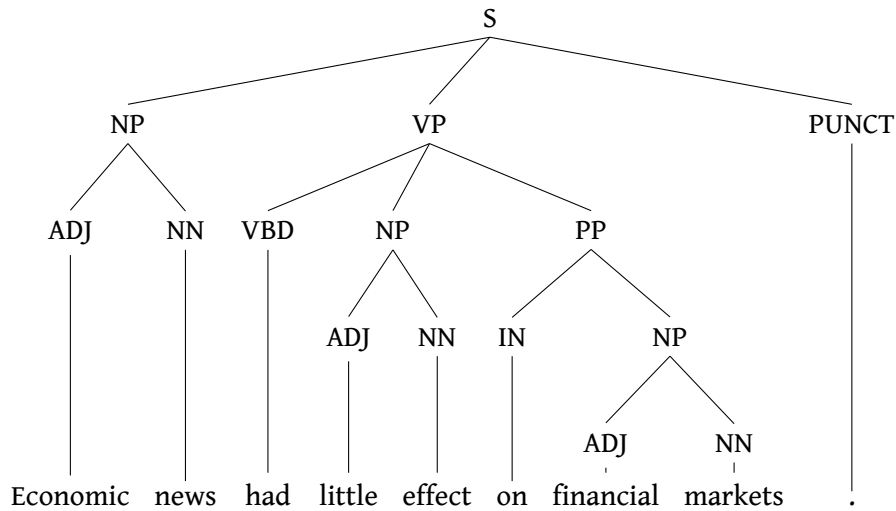 S
NP VP PUNCT
ADJ NN VBD NP PP
ADJ NN IN NP
ADJ NN
Economic news had little effect on financial markets .